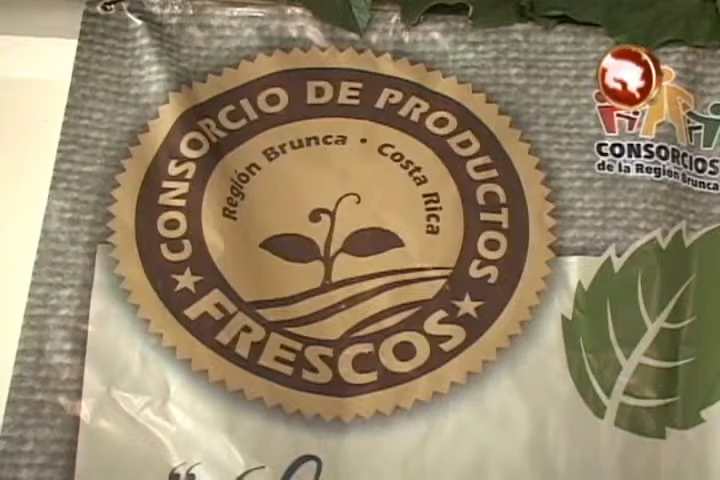 CONSORCIO DE PRODUCTOS
Región Brunca • Costa Rica
FRESCOS
CONSORCIOS
de la Región Brunca